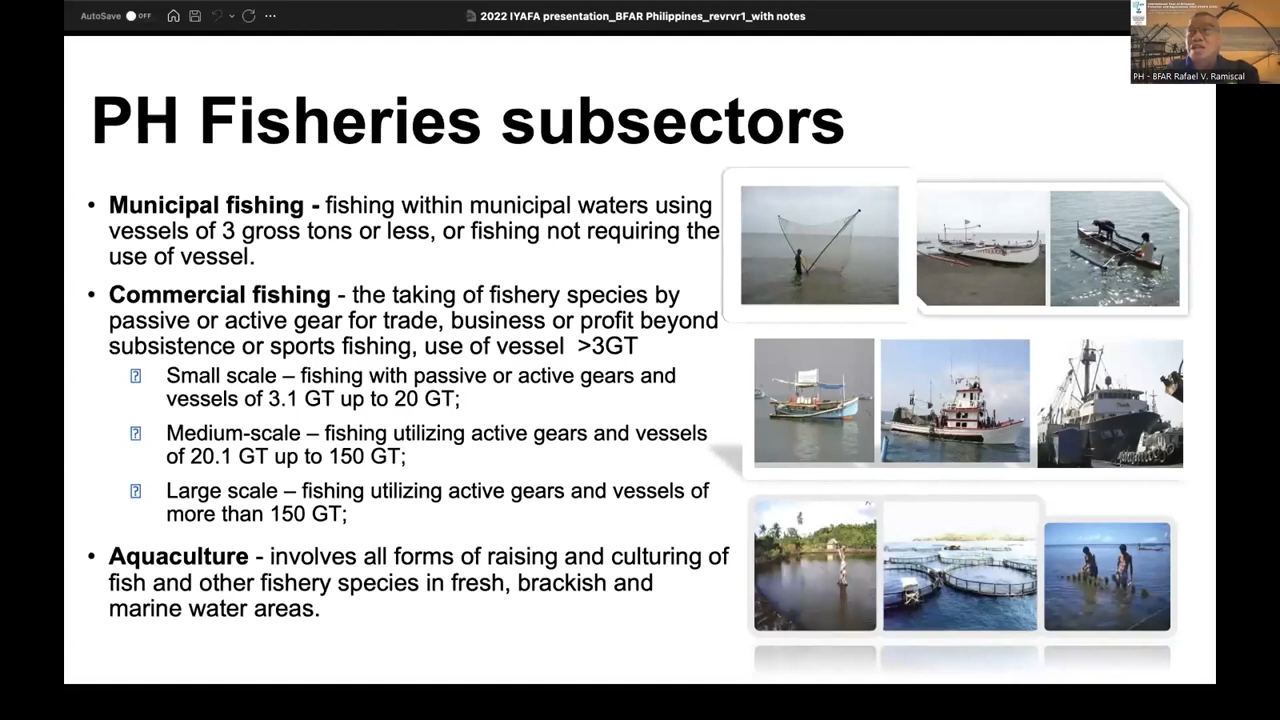 AutoSave OFF
2022 IYAFA presentation_BFAR Philippines_revrvr1_with notes
PH - BFAR Rafael V. Ramiscal
PH Fisheries subsectors
• Municipal fishing - fishing within municipal waters using
vessels of 3 gross tons or less, or fishing not requiring the
use of vessel.
• Commercial fishing - the taking of fishery species by
passive or active gear for trade, business or profit beyond
subsistence or sports fishing, use of vessel >3GT
Small scale – fishing with passive or active gears and
vessels of 3.1 GT up to 20 GT;
Medium-scale – fishing utilizing active gears and vessels
of 20.1 GT up to 150 GT;
Large scale – fishing utilizing active gears and vessels of
more than 150 GT;
• Aquaculture - involves all forms of raising and culturing of
fish and other fishery species in fresh, brackish and
marine water areas.